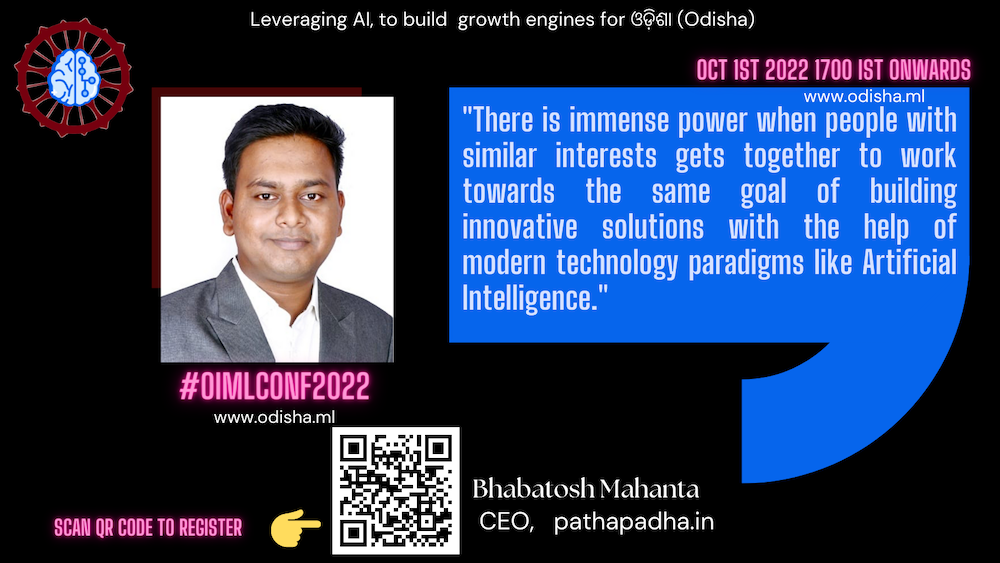 Leveraging AI, to build growth engines for ଓଡ଼ିଶା (Odisha)
OCT 1ST 2022 1700 IST ONWARDS
www.odisha.ml
"There is immense power when people with
similar interests gets together to work
towards the same goal of building
innovative solutions with the help of
modern technology paradigms like Artificial
Intelligence."
#OIMLCONF2022
www.odisha.ml
Bhabatosh Mahanta
CEO, pathapadha.in
SCAN QR CODE TO REGISTER